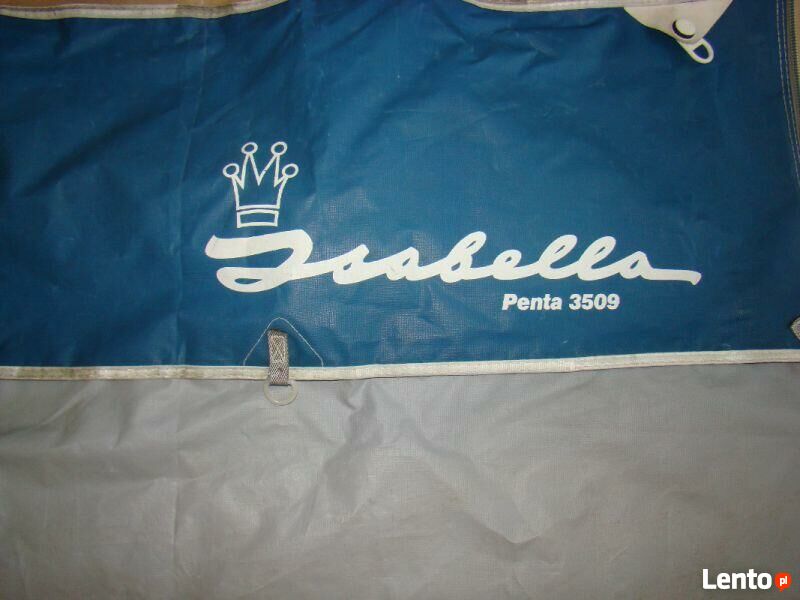 Isabella
Penta 3509
Lento pl